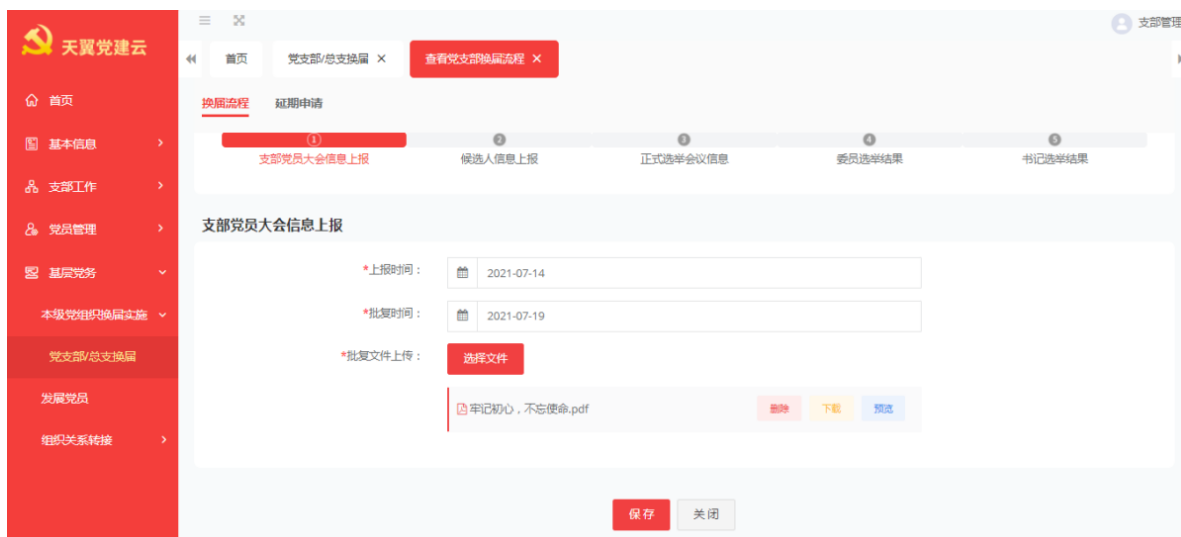 天翼党建云
支部管理
首页
党支部/总支换届 ×
查看党支部换届流程 ×
首页
基本信息
支部工作
党员管理
基层党务
本级党组织换届实施
党支部/总支换届
发展党员
组织关系转接
换届流程 延期申请
1 2 3 4 5
支部党员大会信息上报 候选人信息上报 正式选举会议信息 委员选举结果 书记选举结果
支部党员大会信息上报
*上报时间： 2021-07-14
*批复时间： 2021-07-19
*批复文件上传： 选择文件
牢记初心，不忘使命.pdf 删除 下载 预览
保存 关闭